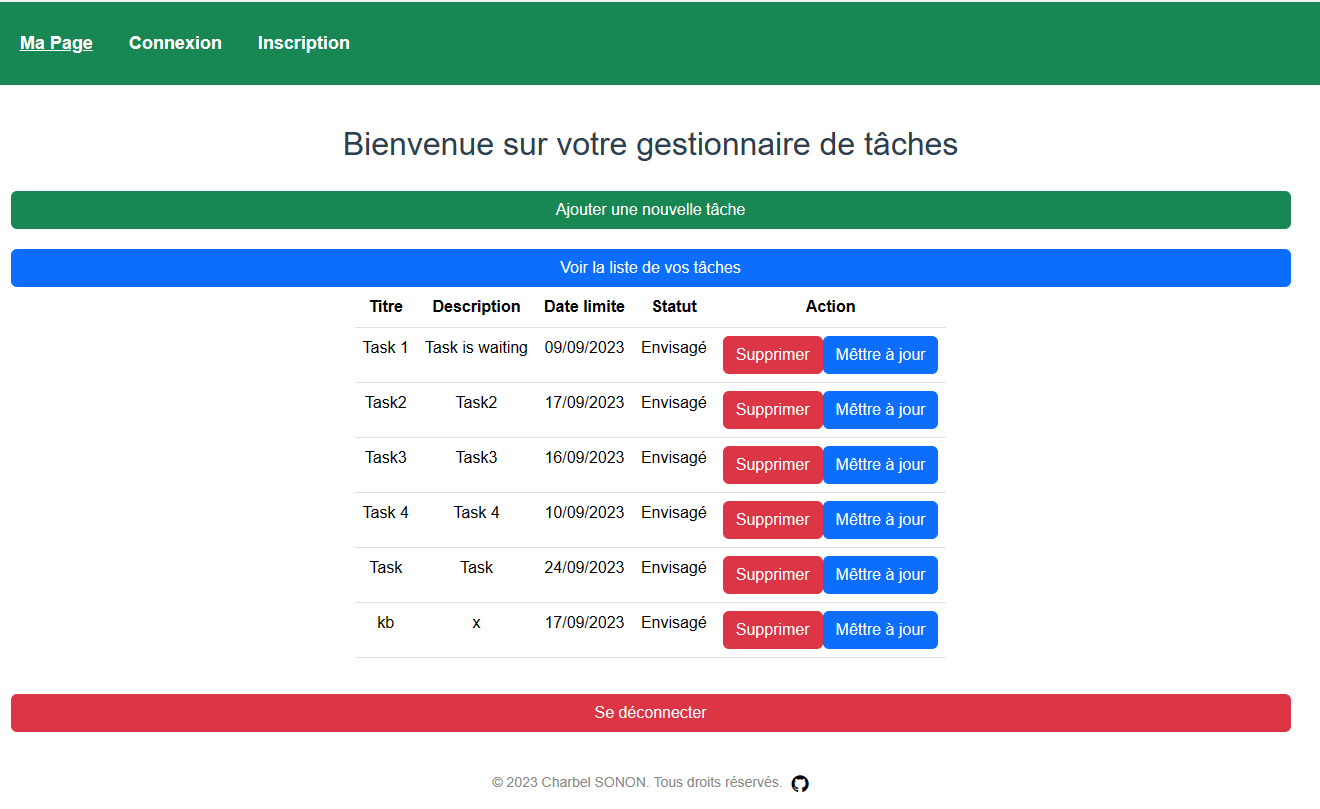 Ma Page Connexion Inscription
Bienvenue sur votre gestionnaire de tâches
Ajouter une nouvelle tâche
Voir la liste de vos tâches
Titre Description Date limite Statut Action
Task 1 Task is waiting 09/09/2023 Envisagé Supprimer Mêttre à jour
Task2 Task2 17/09/2023 Envisagé Supprimer Mêttre à jour
Task3 Task3 16/09/2023 Envisagé Supprimer Mêttre à jour
Task 4 Task 4 10/09/2023 Envisagé Supprimer Mêttre à jour
Task Task 24/09/2023 Envisagé Supprimer Mêttre à jour
kb x 17/09/2023 Envisagé Supprimer Mêttre à jour
Se déconnecter
© 2023 Charbel SONON. Tous droits réservés.